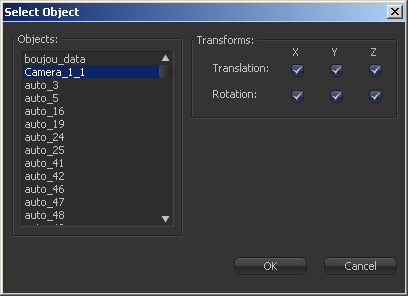 Select Object
Objects:
boujou_data
Camera_1_1
auto_3
auto_5
auto_16
auto_19
auto_24
auto_25
auto_41
auto_42
auto_46
auto_47
auto_48
Transforms:
X Y Z
Translation:
Rotation:
OK Cancel